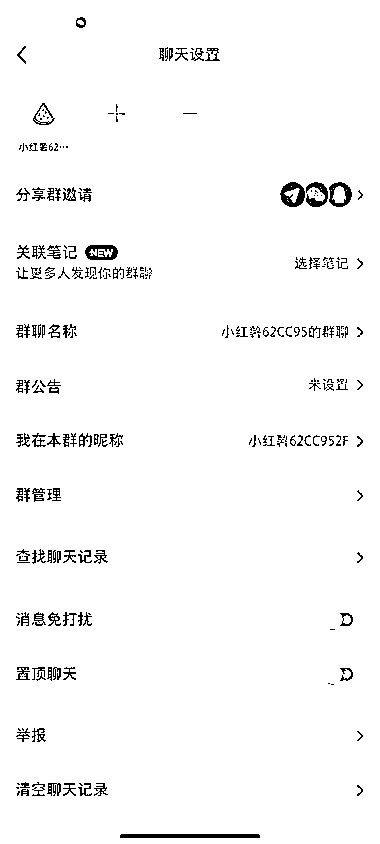 聊天设置
小红薯62…
分享群邀请
关联笔记 NEW
让更多人发现你的群聊
选择笔记
群聊名称
小红薯62CC95的群聊
群公告
未设置
我在本群的昵称
小红薯62CC952F
群管理
查找聊天记录
消息免打扰
置顶聊天
举报
清空聊天记录